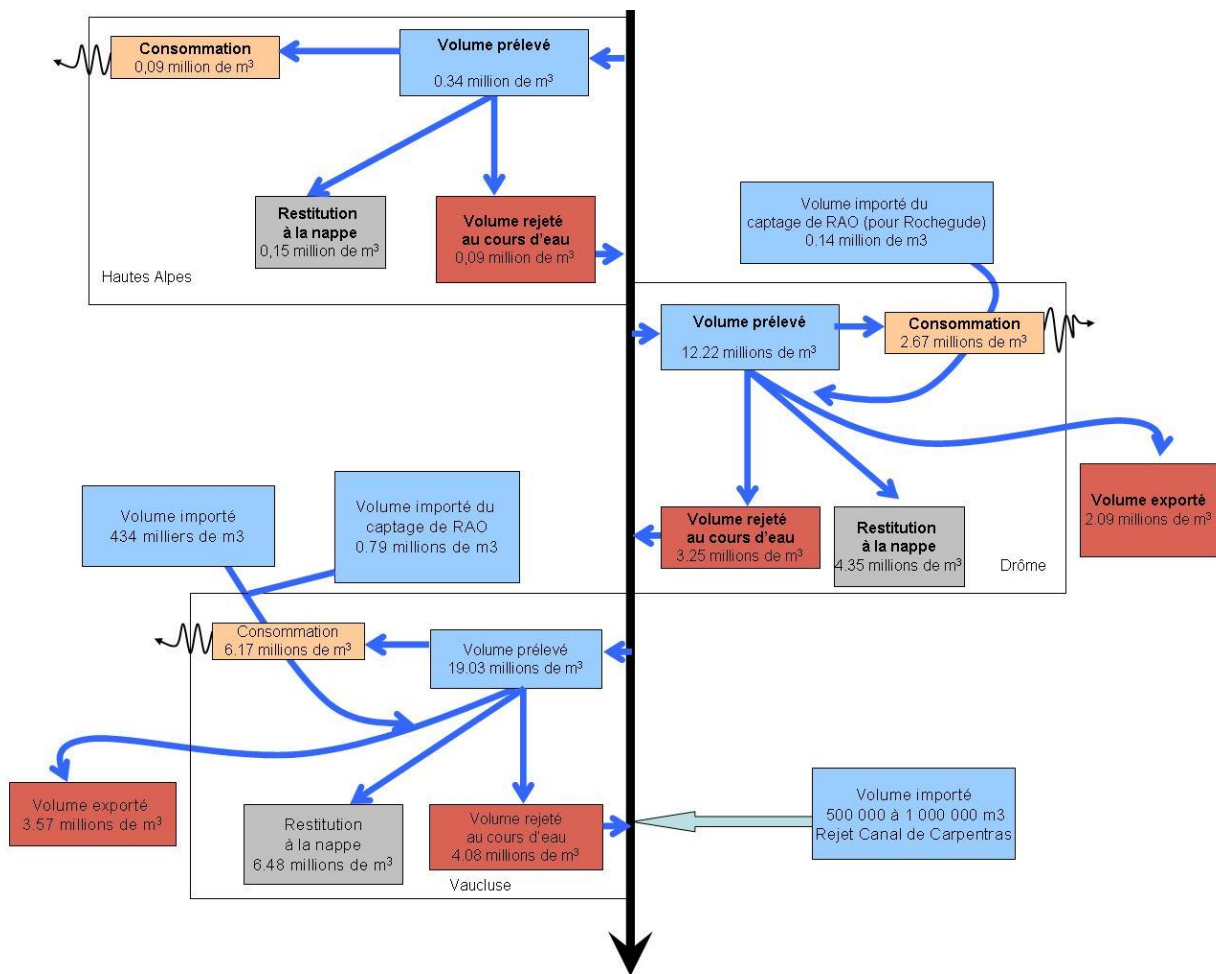 Consommation
0,09 million de m³
Volume prélevé
0.34 million de m³
Restitution
à la nappe
0,15 million de m³
Volume rejeté
au cours d'eau
0,09 million de m³
Hautes Alpes
Volume importé du
captage de RAO (pour Rochegude)
0.14 million de m3
Volume prélevé
12.22 millions de m³
Consommation
2.67 millions de m³
Volume rejeté
au cours d'eau
3.25 millions de m³
Restitution
à la nappe
4.35 millions de m³
Volume exporté
2.09 millions de m³
Drôme
Volume importé
434 milliers de m3
Volume importé du
captage de RAO
0.79 millions de m3
Consommation
6.17 millions de m³
Volume prélevé
19.03 millions de m³
Volume exporté
3.57 millions de m³
Restitution
à la nappe
6.48 millions de m³
Volume rejeté
au cours d'eau
4.08 millions de m³
Vaucluse
Volume importé
500 000 à 1 000 000 m3
Rejet Canal de Carpentras